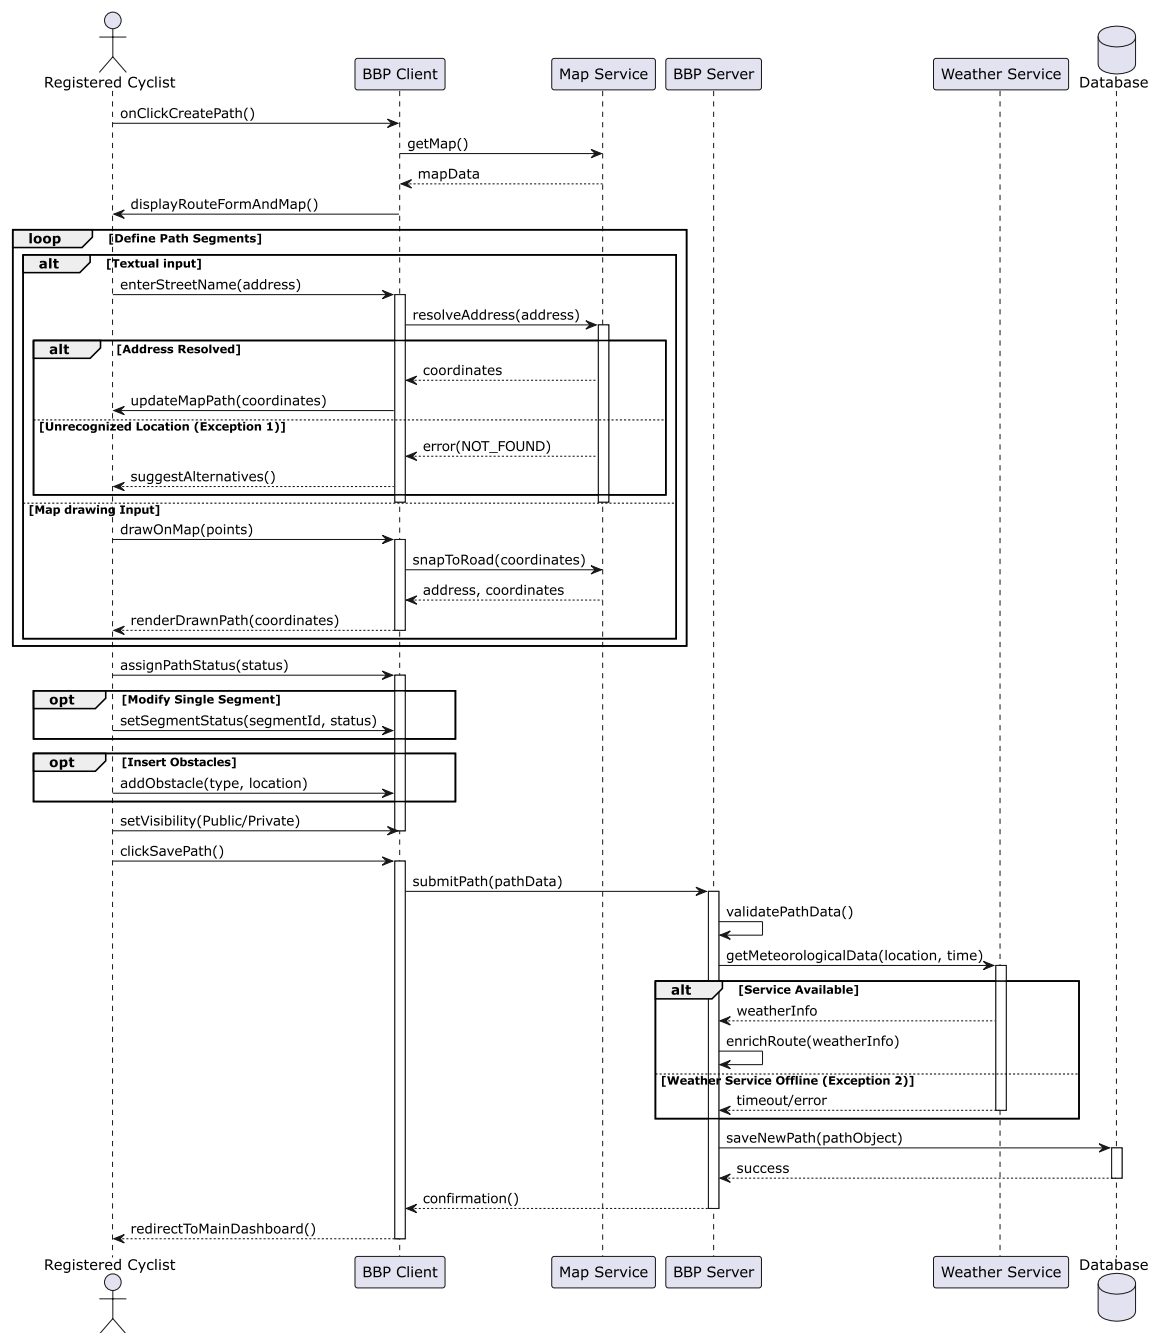 Registered Cyclist
BBP Client
Map Service
BBP Server
Weather Service
Database
onClickCreatePath()
getMap()
mapData
displayRouteFormAndMap()
loop [Define Path Segments]
alt [Textual input]
enterStreetName(address)
resolveAddress(address)
alt [Address Resolved]
coordinates
updateMapPath(coordinates)
[Unrecognized Location (Exception 1)]
error(NOT_FOUND)
suggestAlternatives()
[Map drawing Input]
drawOnMap(points)
snapToRoad(coordinates)
address, coordinates
renderDrawnPath(coordinates)
assignPathStatus(status)
opt [Modify Single Segment]
setSegmentStatus(segmentId, status)
opt [Insert Obstacles]
addObstacle(type, location)
setVisibility(Public/Private)
clickSavePath()
submitPath(pathData)
validatePathData()
getMeteorologicalData(location, time)
alt [Service Available]
weatherInfo
enrichRoute(weatherInfo)
[Weather Service Offline (Exception 2)]
timeout/error
saveNewPath(pathObject)
success
confirmation()
redirectToMainDashboard()
Registered Cyclist
BBP Client
Map Service
BBP Server
Weather Service
Database